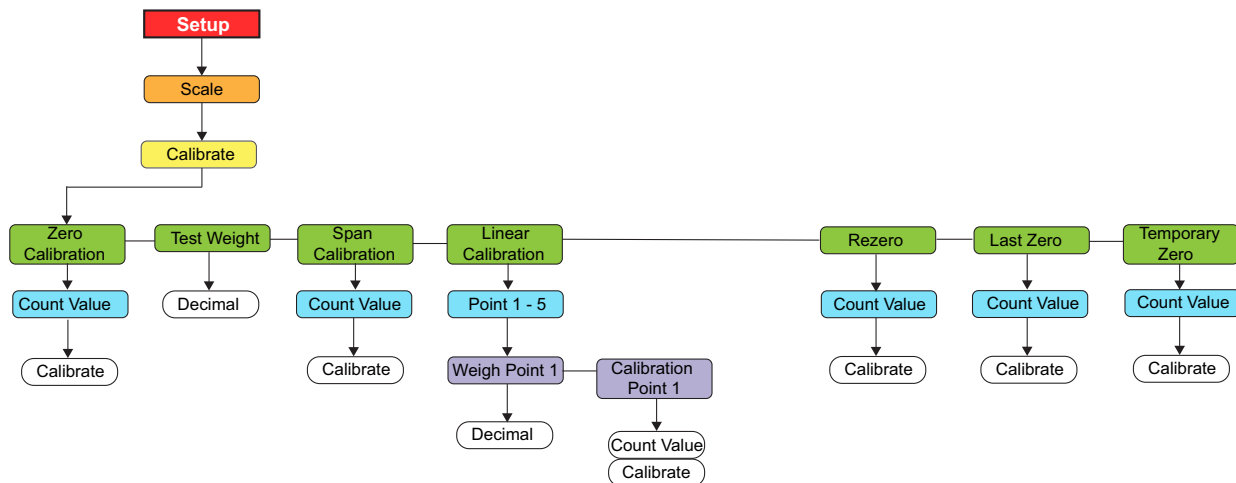 Setup
Scale
Calibrate
Zero
Calibration
Test Weight
Span
Calibration
Linear
Calibration
Rezero
Last Zero
Temporary
Zero
Count Value
Decimal
Count Value
Point 1 - 5
Count Value
Count Value
Count Value
Calibrate
Calibrate
Weigh Point 1
Calibration
Point 1
Calibrate
Calibrate
Calibrate
Decimal
Count Value
Calibrate